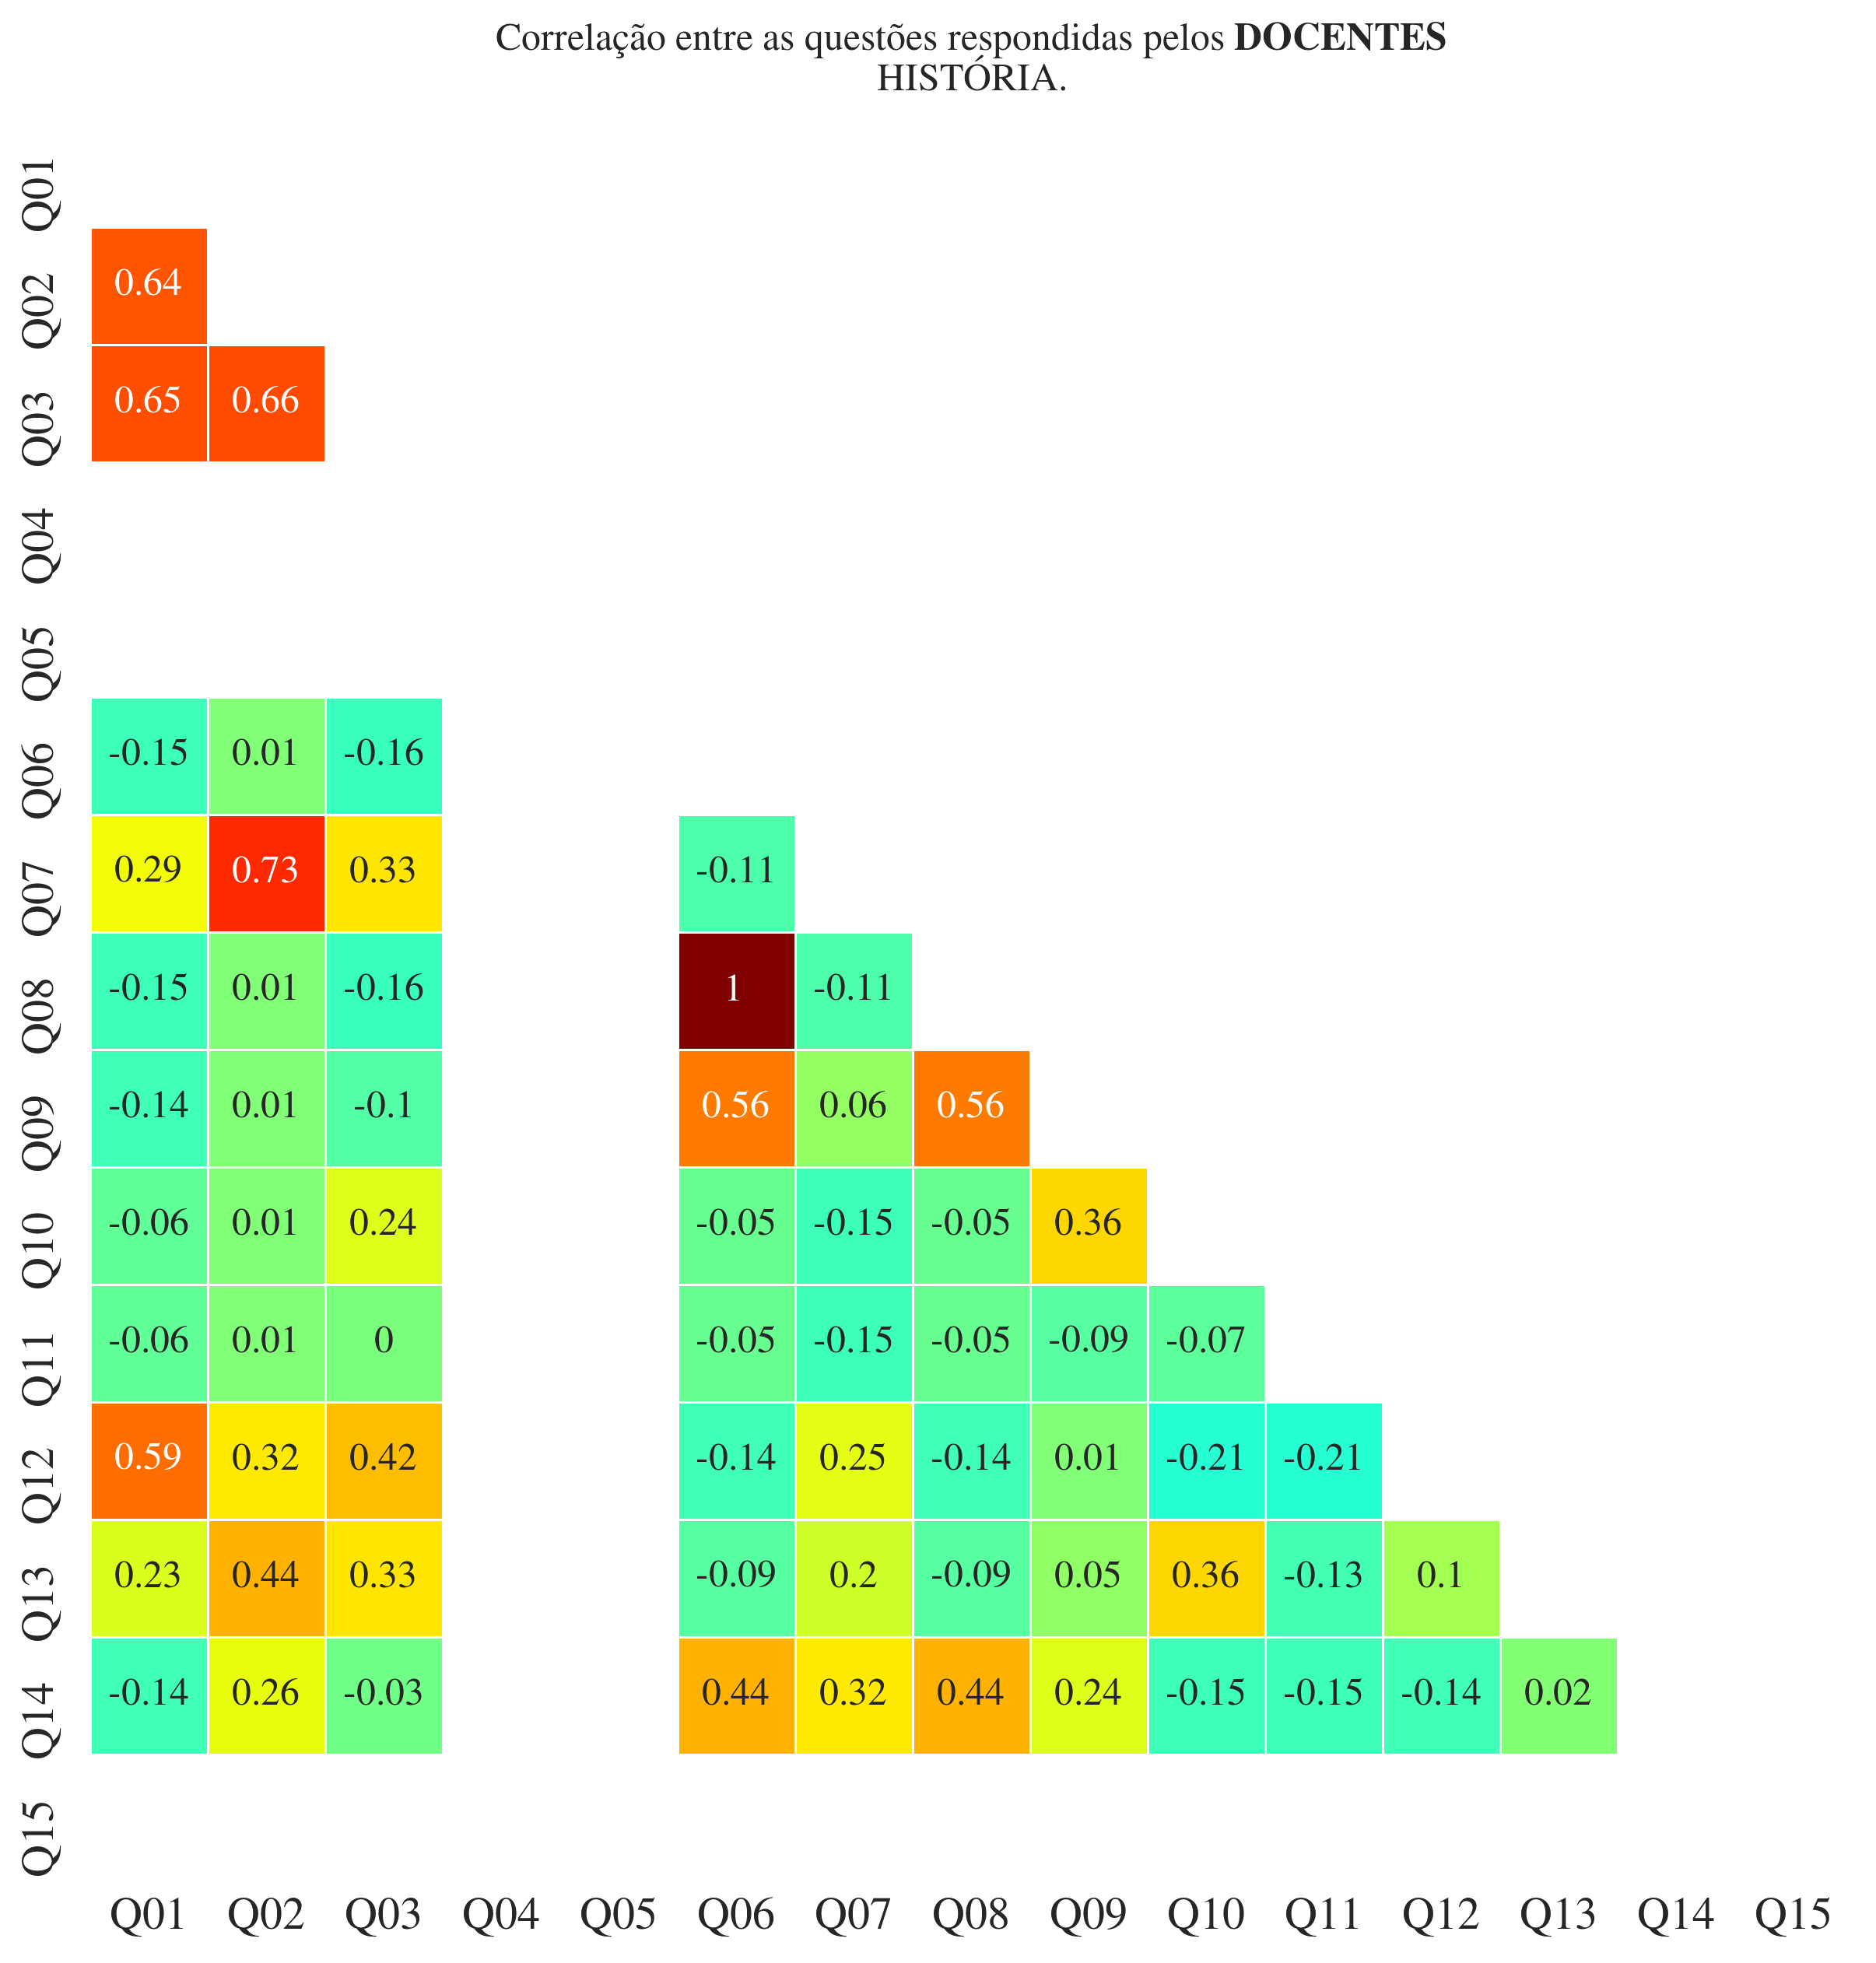 Correlação entre as questões respondidas pelos DOCENTES
HISTÓRIA.
Q01
Q02 0.64
Q03 0.65 0.66
Q04
Q05
Q06 -0.15 0.01 -0.16
Q07 0.29 0.73 0.33 -0.11
Q08 -0.15 0.01 -0.16 1 -0.11
Q09 -0.14 0.01 -0.1 0.56 0.06 0.56
Q10 -0.06 0.01 0.24 -0.05 -0.15 -0.05 0.36
Q11 -0.06 0.01 0 -0.05 -0.15 -0.05 -0.09 -0.07
Q12 0.59 0.32 0.42 -0.14 0.25 -0.14 0.01 -0.21 -0.21
Q13 0.23 0.44 0.33 -0.09 0.2 -0.09 0.05 0.36 -0.13 0.1
Q14 -0.14 0.26 -0.03 0.44 0.32 0.44 0.24 -0.15 -0.15 -0.14 0.02
Q15
Q01 Q02 Q03 Q04 Q05 Q06 Q07 Q08 Q09 Q10 Q11 Q12 Q13 Q14 Q15